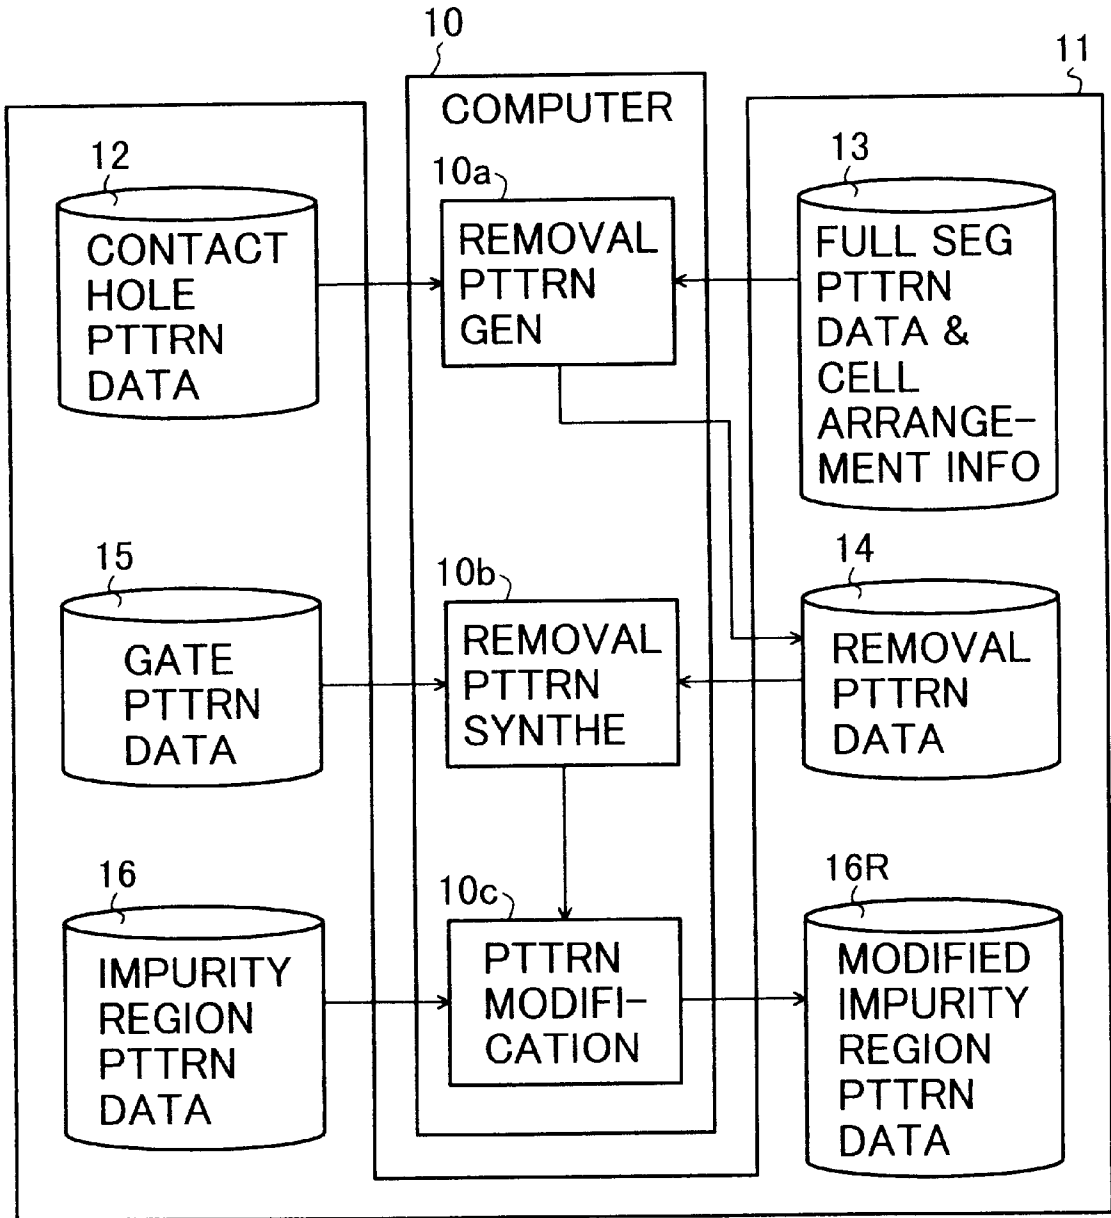 10
11
COMPUTER
12
CONTACT
HOLE
PTTRN
DATA
10a
REMOVAL
PTTRN
GEN
13
FULL SEG
PTTRN
DATA &
CELL
ARRANGE-
MENT INFO
15
GATE
PTTRN
DATA
10b
REMOVAL
PTTRN
SYNTHE
14
REMOVAL
PTTRN
DATA
16
IMPURITY
REGION
PTTRN
DATA
10c
PTTRN
MODIFI-
CATION
16R
MODIFIED
IMPURITY
REGION
PTTRN
DATA